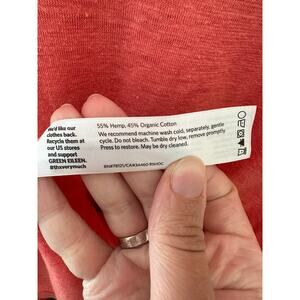 we'd like our
clothes back.
Recycle them at
our US stores
and support
GREEN EILEEN.
55% Hemp, 45% Organic Cotton
We recommend machine wash cold, separately, gentle
cycle. Do not bleach. Tumble dry low, remove promptly
Press to restore. May be dry cleaned.